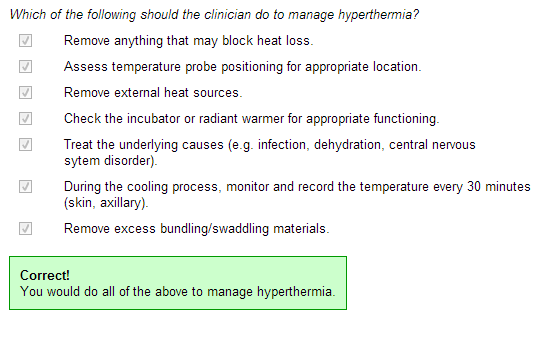 Which of the following should the clinician do to manage hyperthermia?
Remove anything that may block heat loss.
Assess temperature probe positioning for appropriate location.
Remove external heat sources.
Check the incubator or radiant warmer for appropriate functioning.
Treat the underlying causes (e.g. infection, dehydration, central nervous
sytem disorder).
During the cooling process, monitor and record the temperature every 30 minutes
(skin, axillary).
Remove excess bundling/swaddling materials.
Correct!
You would do all of the above to manage hyperthermia.